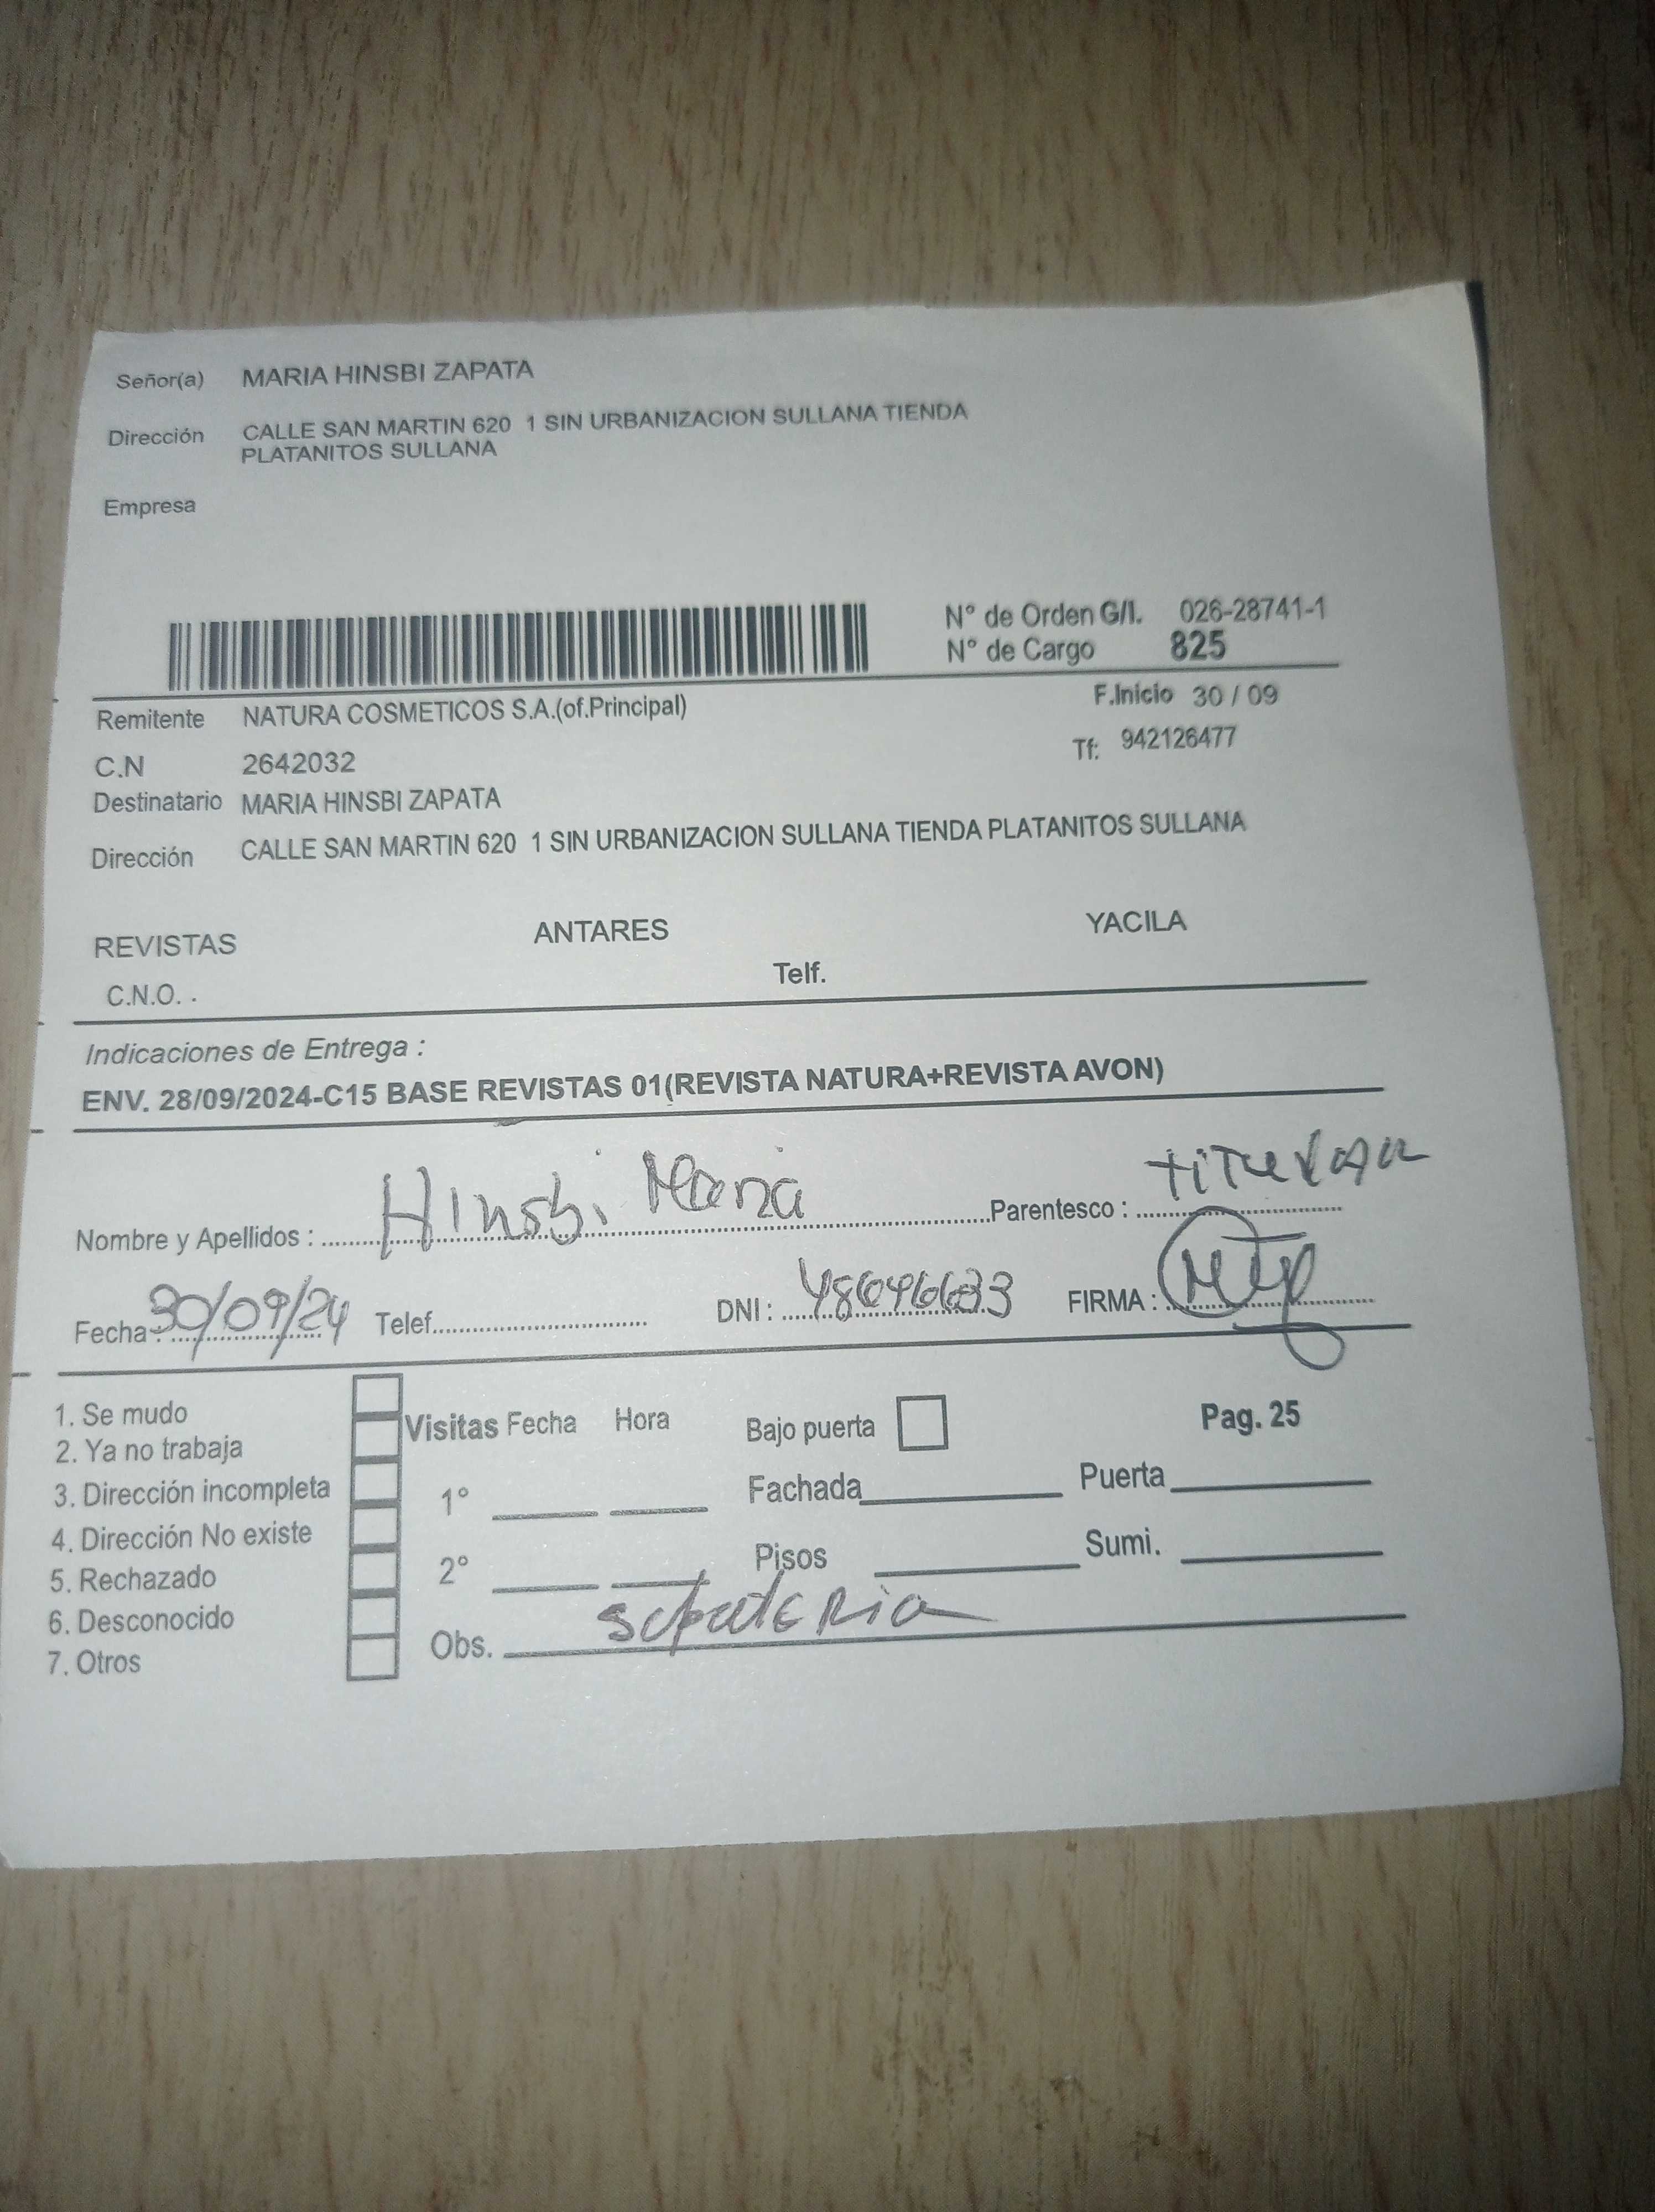 Señor(a) MARIA HINSBI ZAPATA
Dirección CALLE SAN MARTIN 620 1 SIN URBANIZACION SULLANA TIENDA
PLATANITOS SULLANA
Empresa
N° de Orden G/I. 026-28741-1
N° de Cargo 825
Remitente NATURA COSMETICOS S.A.(of.Principal) F.Inicio 30 / 09
C.N 2642032 Tf: 942126477
Destinatario MARIA HINSBI ZAPATA
Dirección CALLE SAN MARTIN 620 1 SIN URBANIZACION SULLANA TIENDA PLATANITOS SULLANA
REVISTAS ANTARES YACILA
C.N.O. . Telf.
Indicaciones de Entrega :
ENV. 28/09/2024-C15 BASE REVISTAS 01(REVISTA NATURA+REVISTA AVON)
Nombre y Apellidos : Hinsbi Maria Parentesco : titular
Fecha : 30/09/24 Telef. DNI : FIRMA :
1. Se mudo
2. Ya no trabaja
3. Dirección incompleta
4. Dirección No existe
5. Rechazado
6. Desconocido
7. Otros
Visitas Fecha Hora Bajo puerta Pag. 25
1° Fachada Puerta
2° Pisos Sumi.
Obs.